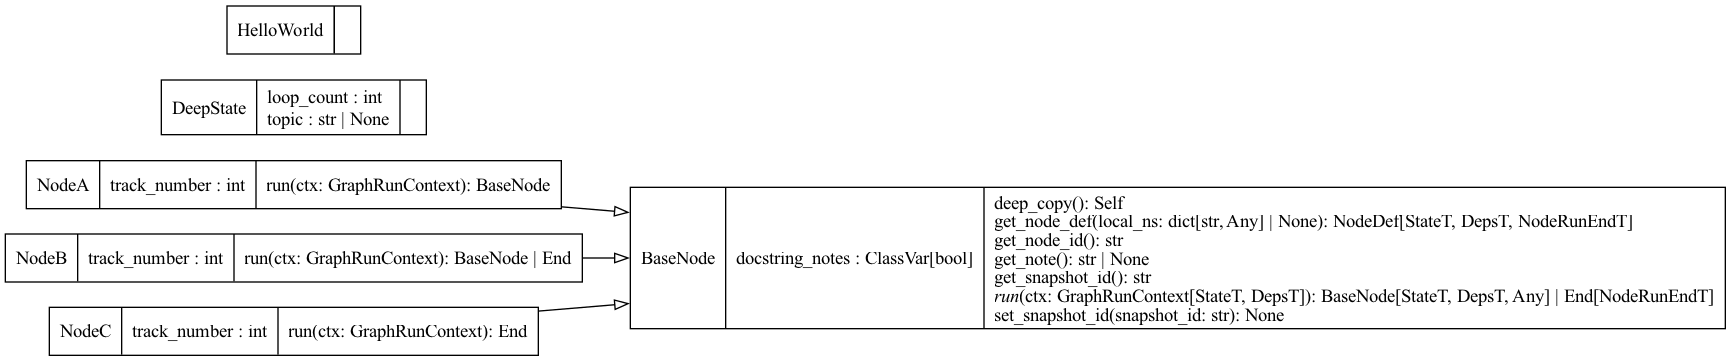 HelloWorld
DeepState
loop_count : int
topic : str | None
NodeA
track_number : int
run(ctx: GraphRunContext): BaseNode
NodeB
track_number : int
run(ctx: GraphRunContext): BaseNode | End
NodeC
track_number : int
run(ctx: GraphRunContext): End
BaseNode
docstring_notes : ClassVar[bool]
deep_copy(): Self
get_node_def(local_ns: dict[str, Any] | None): NodeDef[StateT, DepsT, NodeRunEndT]
get_node_id(): str
get_note(): str | None
get_snapshot_id(): str
run(ctx: GraphRunContext[StateT, DepsT]): BaseNode[StateT, DepsT, Any] | End[NodeRunEndT]
set_snapshot_id(snapshot_id: str): None